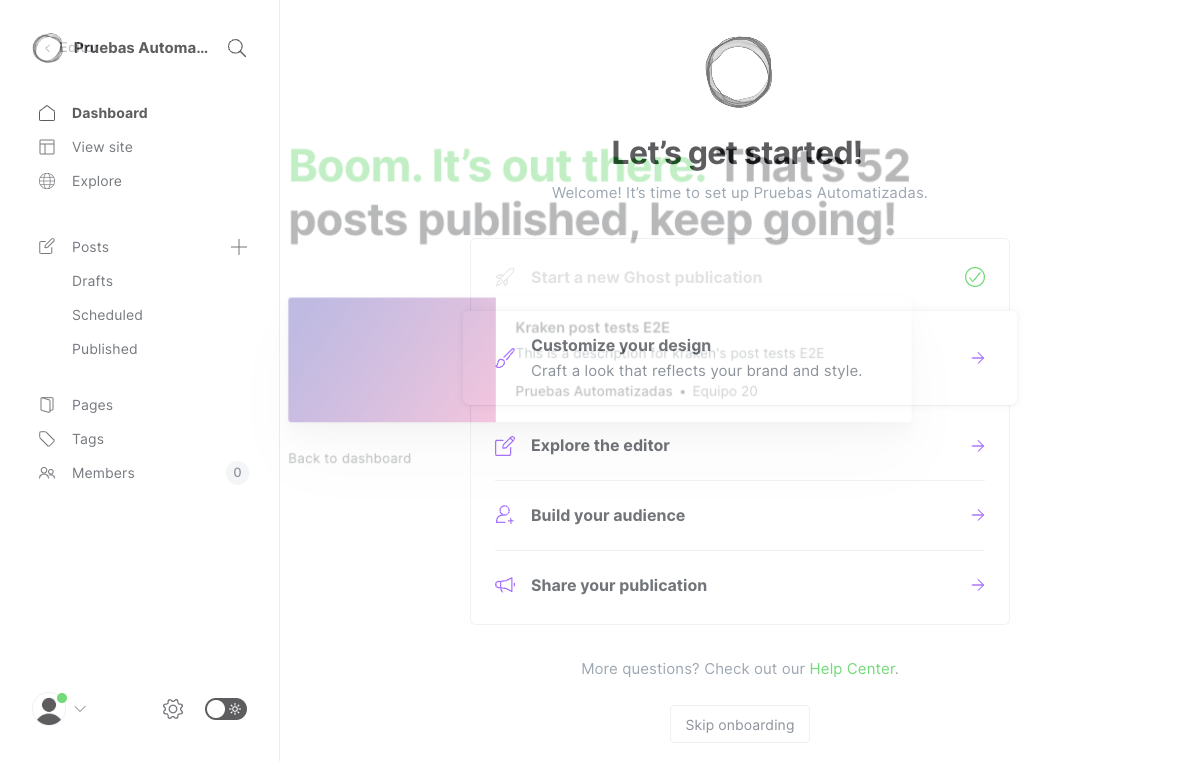 Editor
Pruebas Automa...
Dashboard
View site
Explore
Posts
Drafts
Scheduled
Published
Pages
Tags
Members
0
Let's get started!
Welcome! It's time to set up Pruebas Automatizadas.
Boom. It's out there. That's 52
posts published, keep going!
Start a new Ghost publication
Kraken post tests E2E
This is a description for kraken's post tests E2E
Pruebas Automatizadas • Equipo 20
Customize your design
Craft a look that reflects your brand and style.
Back to dashboard
Explore the editor
Build your audience
Share your publication
More questions? Check out our Help Center.
Skip onboarding